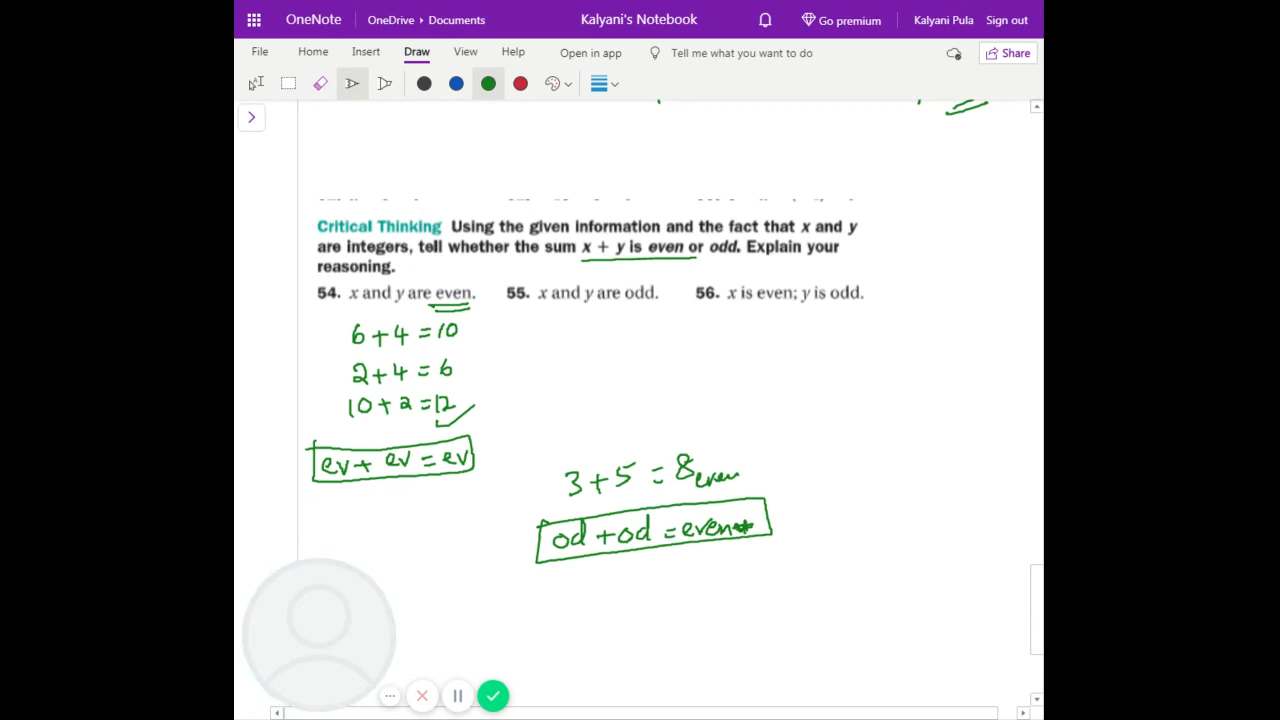 OneNote OneDrive › Documents Kalyani's Notebook Go premium Kalyani Pula Sign out
File Home Insert Draw View Help Open in app Tell me what you want to do Share
Critical Thinking Using the given information and the fact that x and y
are integers, tell whether the sum x + y is even or odd. Explain your
reasoning.
54. x and y are even. 55. x and y are odd. 56. x is even; y is odd.
6 + 4 = 10
2 + 4 = 6
10 + 2 = 12
ev + ev = ev
3 + 5 = 8 even
od + od = even